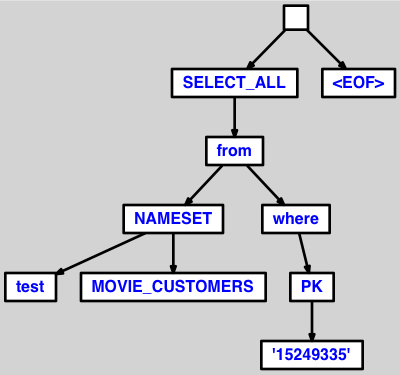 SELECT_ALL
<EOF>
from
NAMESET
where
test
MOVIE_CUSTOMERS
PK
'15249335'